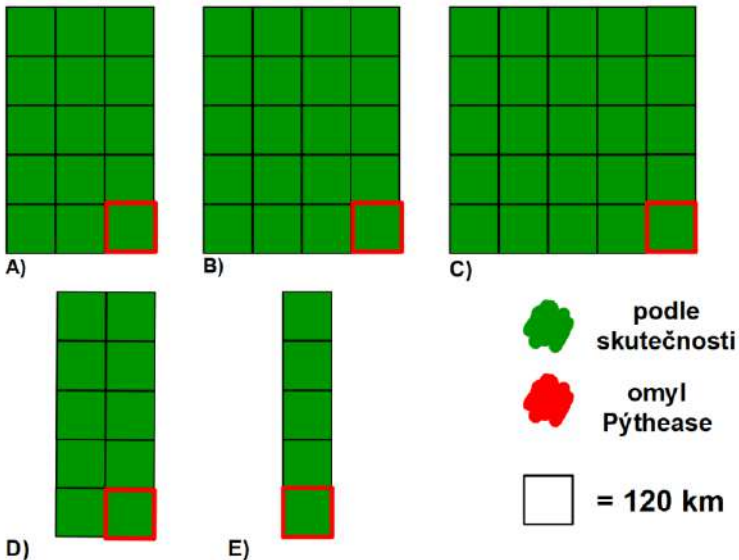 A)
B)
C)
D)
E)
podle
skutečnosti
omyl
Pýthease
= 120 km